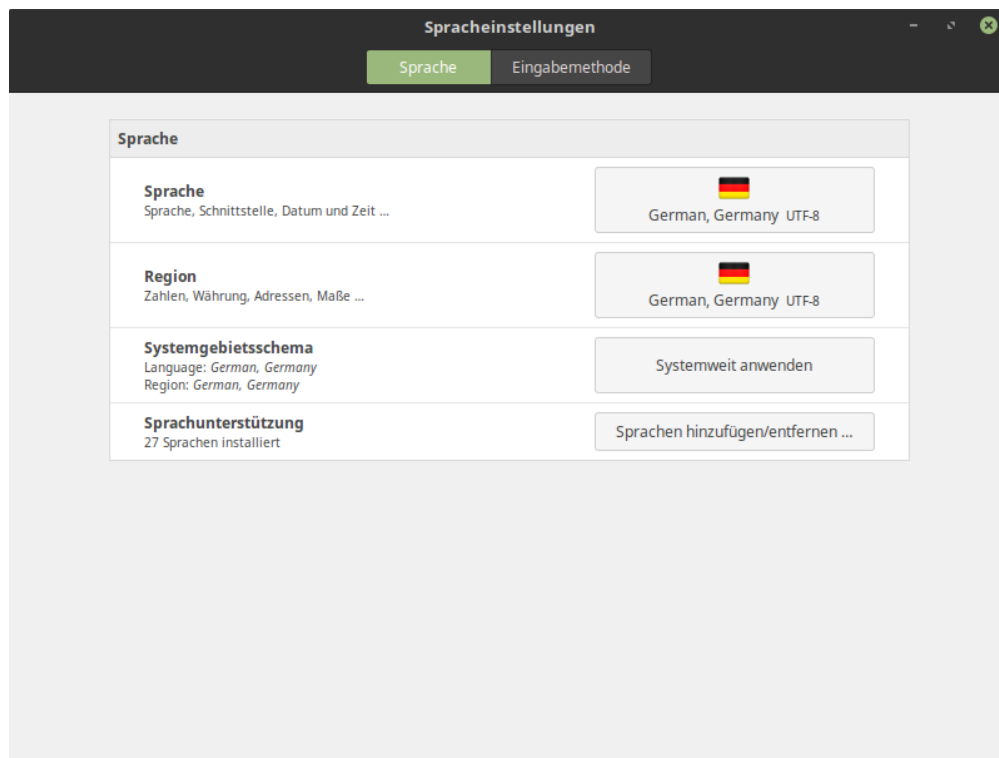 Spracheinstellungen
Sprache
Eingabemethode
Sprache
Sprache
Sprache, Schnittstelle, Datum und Zeit ...
German, Germany UTF-8
Region
Zahlen, Währung, Adressen, Maße ...
German, Germany UTF-8
Systemgebietsschema
Language: German, Germany
Region: German, Germany
Systemweit anwenden
Sprachunterstützung
27 Sprachen installiert
Sprachen hinzufügen/entfernen ...